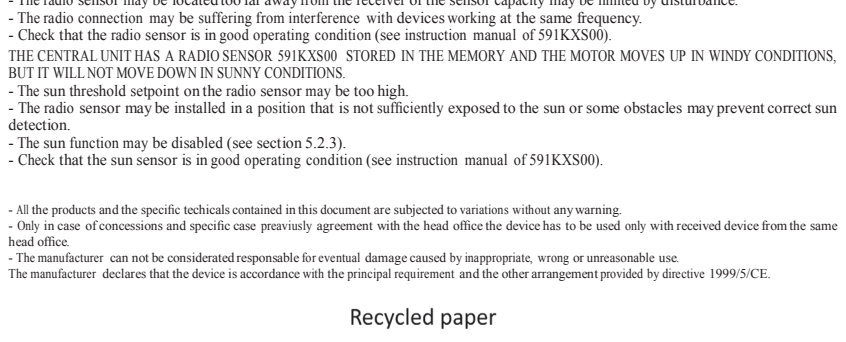 - The radio sensor may be located too far away from the receiver or the sensor capacity may be limited by disturbance.
- The radio connection may be suffering from interference with devices working at the same frequency.
- Check that the radio sensor is in good operating condition (see instruction manual of 591KXS00).
THE CENTRAL UNIT HAS A RADIO SENSOR 591KXS00 STORED IN THE MEMORY AND THE MOTOR MOVES UP IN WINDY CONDITIONS,
BUT IT WILL NOT MOVE DOWN IN SUNNY CONDITIONS.
- The sun threshold setpoint on the radio sensor may be too high.
- The radio sensor may be installed in a position that is not sufficiently exposed to the sun or some obstacles may prevent correct sun
detection.
- The sun function may be disabled (see section 5.2.3).
- Check that the sun sensor is in good operating condition (see instruction manual of 591KXS00).
- All the products and the specific techicals contained in this document are subjected to variations without any warning.
- Only in case of concessions and specific case preaviusly agreement with the head office the device has to be used only with received device from the same
head office.
- The manufacturer can not be considerated responsable for eventual damage caused by inappropriate, wrong or unreasonable use.
The manufacturer declares that the device is accordance with the principal requirement and the other arrangement provided by directive 1999/5/CE.
Recycled paper